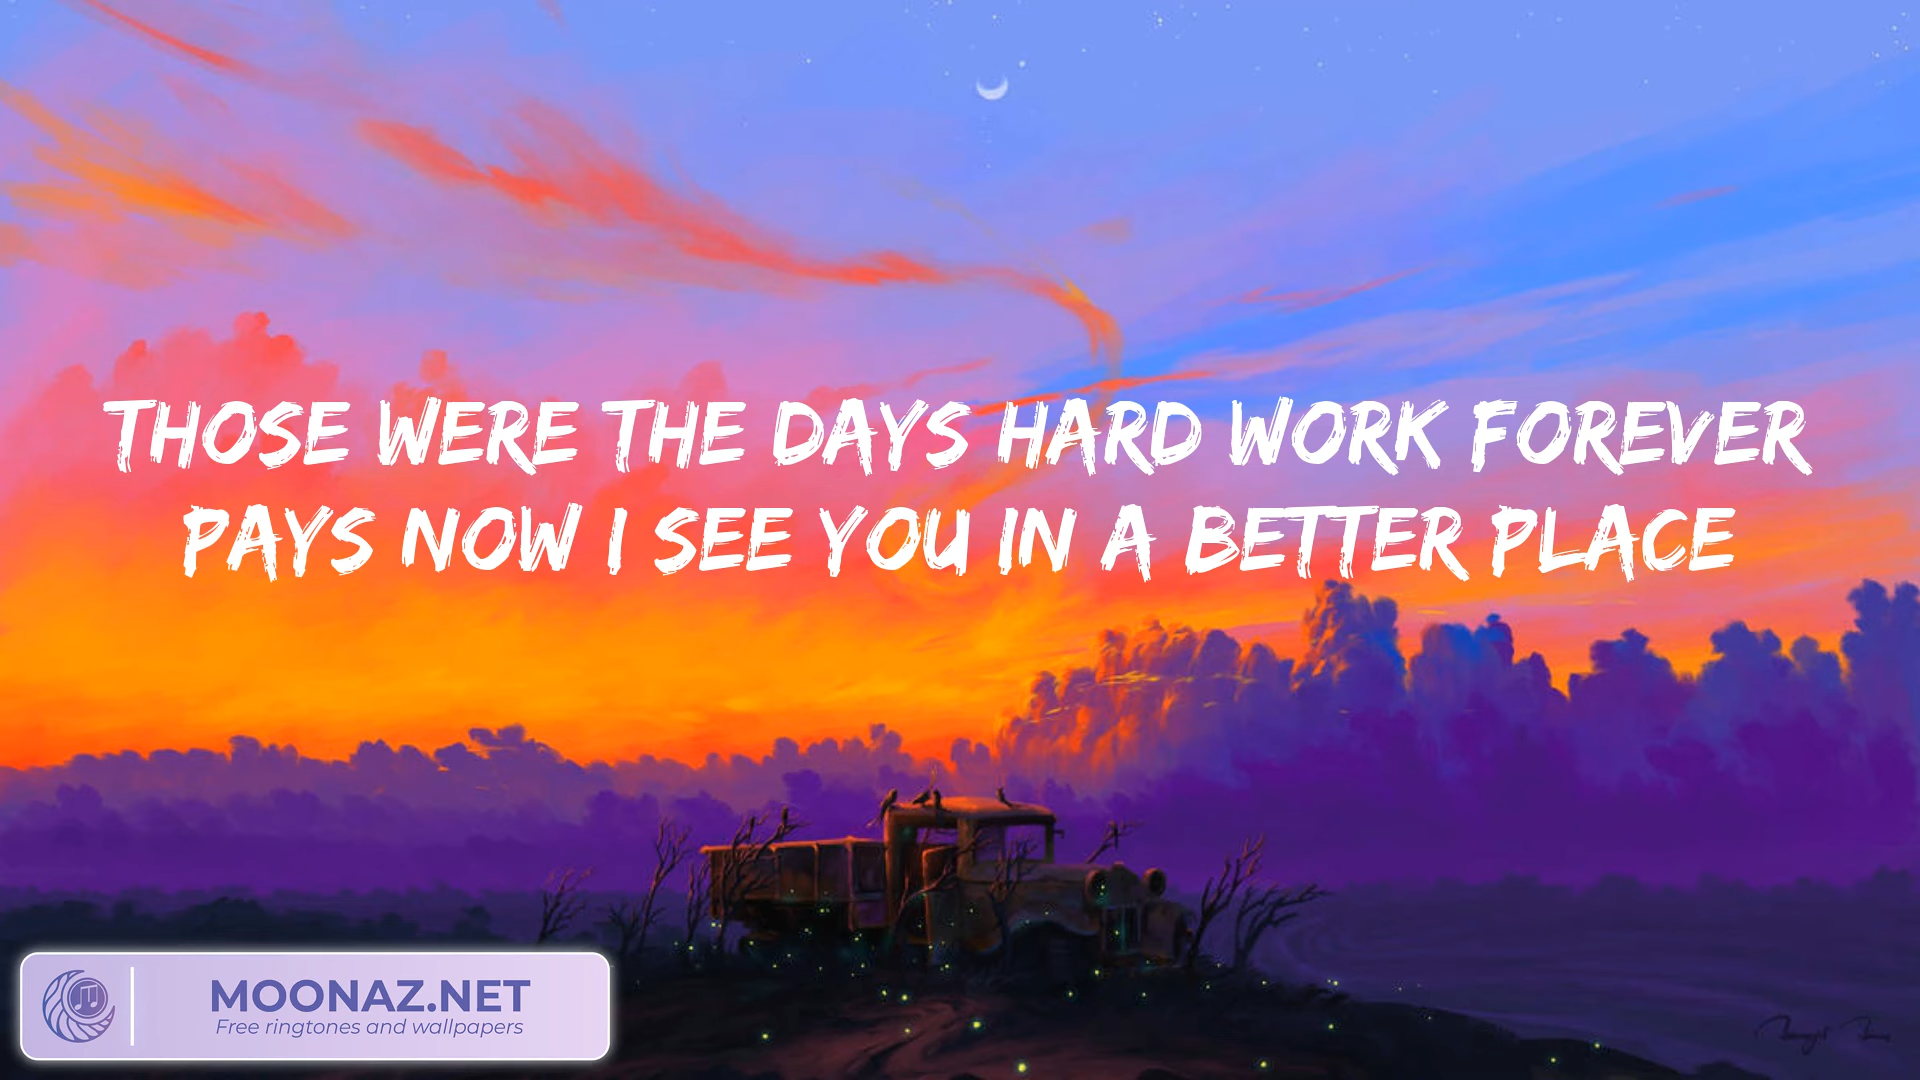 THOSE WERE THE DAYS HARD WORK FOREVER
PAYS NOW I SEE YOU IN A BETTER PLACE
MOONAZ.NET
Free ringtones and wallpapers